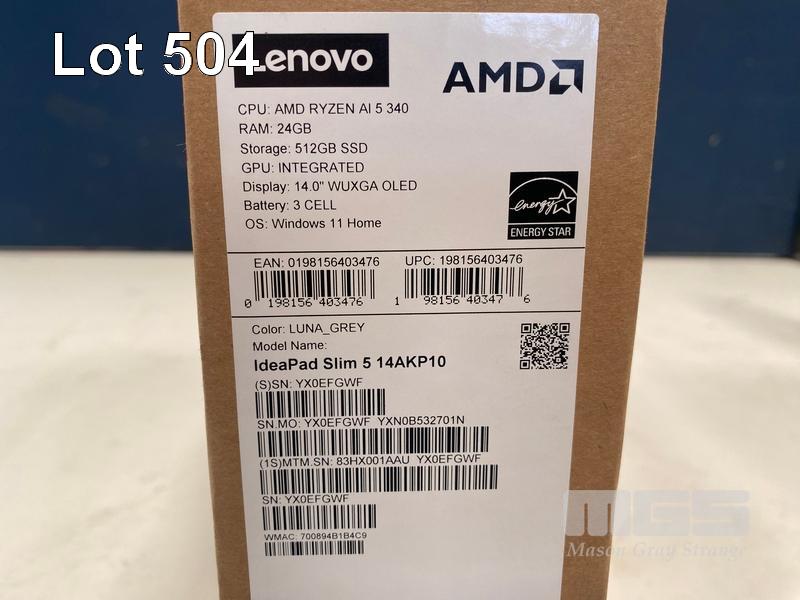 Lot 504
Lenovo
AMD
CPU: AMD RYZEN AI 5 340
RAM: 24GB
Storage: 512GB SSD
GPU: INTEGRATED
Display: 14.0" WUXGA OLED
Battery: 3 CELL
OS: Windows 11 Home
energy
ENERGY STAR
EAN: 0198156403476
UPC: 198156403476
0 198156 403476
1 98156 40347 6
Color: LUNA_GREY
Model Name:
IdeaPad Slim 5 14AKP10
(S)SN: YX0EFGWF
SN.MO: YX0EFGWF YXN0B532701N
(1S)MTM.SN: 83HX001AAU YX0EFGWF
SN: YX0EFGWF
WMAC: 700894B1B4C9
MGS
Mason Gray Strange